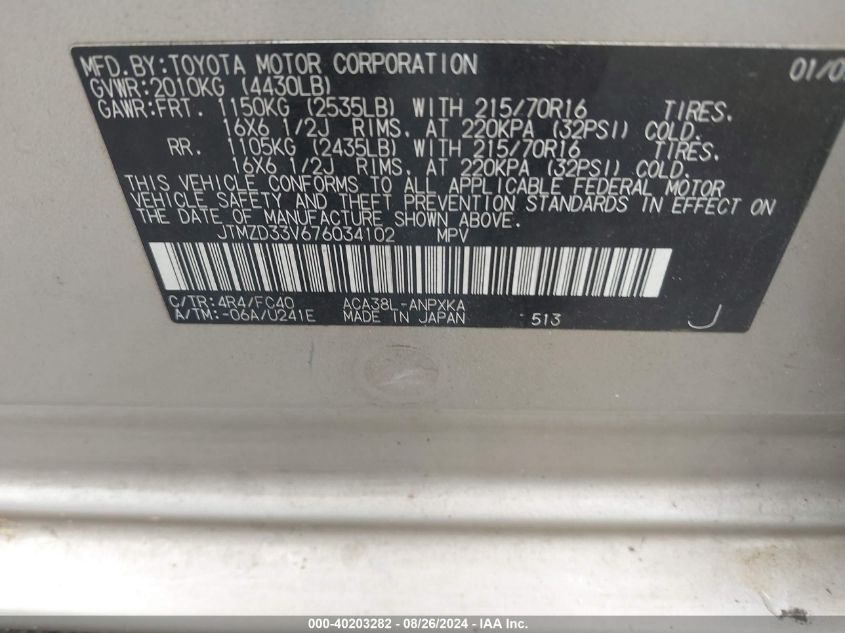 MFD.BY:TOYOTA MOTOR CORPORATION 01/0
GVWR:2010KG (4430LB)
GAWR:FRT. 1150KG (2535LB) WITH 215/70R16 TIRES.
16X6 1/2J RIMS, AT 220KPA (32PSI) COLD.
RR. 1105KG (2435LB) WITH 215/70R16 TIRES.
16X6 1/2J RIMS, AT 220KPA (32PSI) COLD.
THIS VEHICLE CONFORMS TO ALL APPLICABLE FEDERAL MOTOR
VEHICLE SAFETY AND THEFT PREVENTION STANDARDS IN EFFECT ON
THE DATE OF MANUFACTURE SHOWN ABOVE.
JTMZD33V676034102 MPV
C/TR:4R4/FC40 ACA38L-ANPXKA
A/TM:-06A/U241E MADE IN JAPAN 513 J
000-40203282 - 08/26/2024 - IAA Inc.